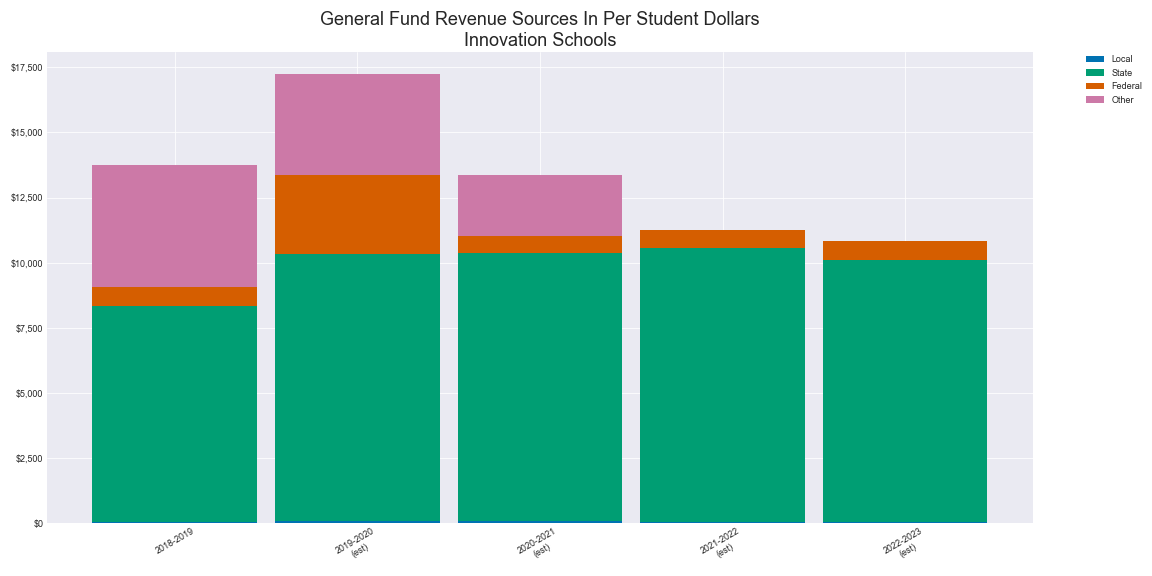 General Fund Revenue Sources In Per Student Dollars
Innovation Schools
Local
State
Federal
Other
$17,500
$15,000
$12,500
$10,000
$7,500
$5,000
$2,500
$0
2018-2019
2019-2020
(est)
2020-2021
(est)
2021-2022
(est)
2022-2023
(est)